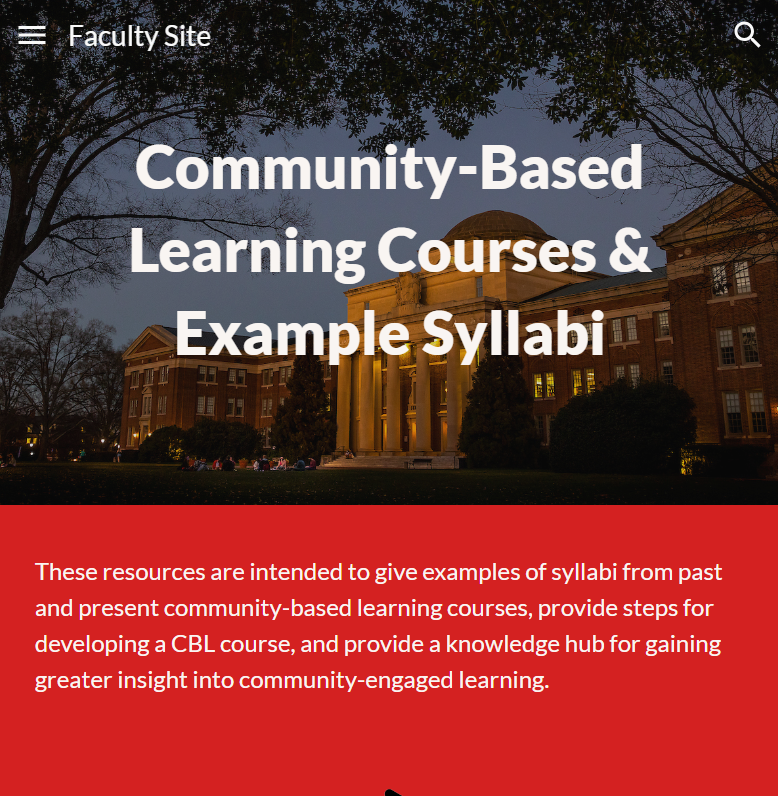 Faculty Site
Community-Based
Learning Courses &
Example Syllabi
These resources are intended to give examples of syllabi from past
and present community-based learning courses, provide steps for
developing a CBL course, and provide a knowledge hub for gaining
greater insight into community-engaged learning.